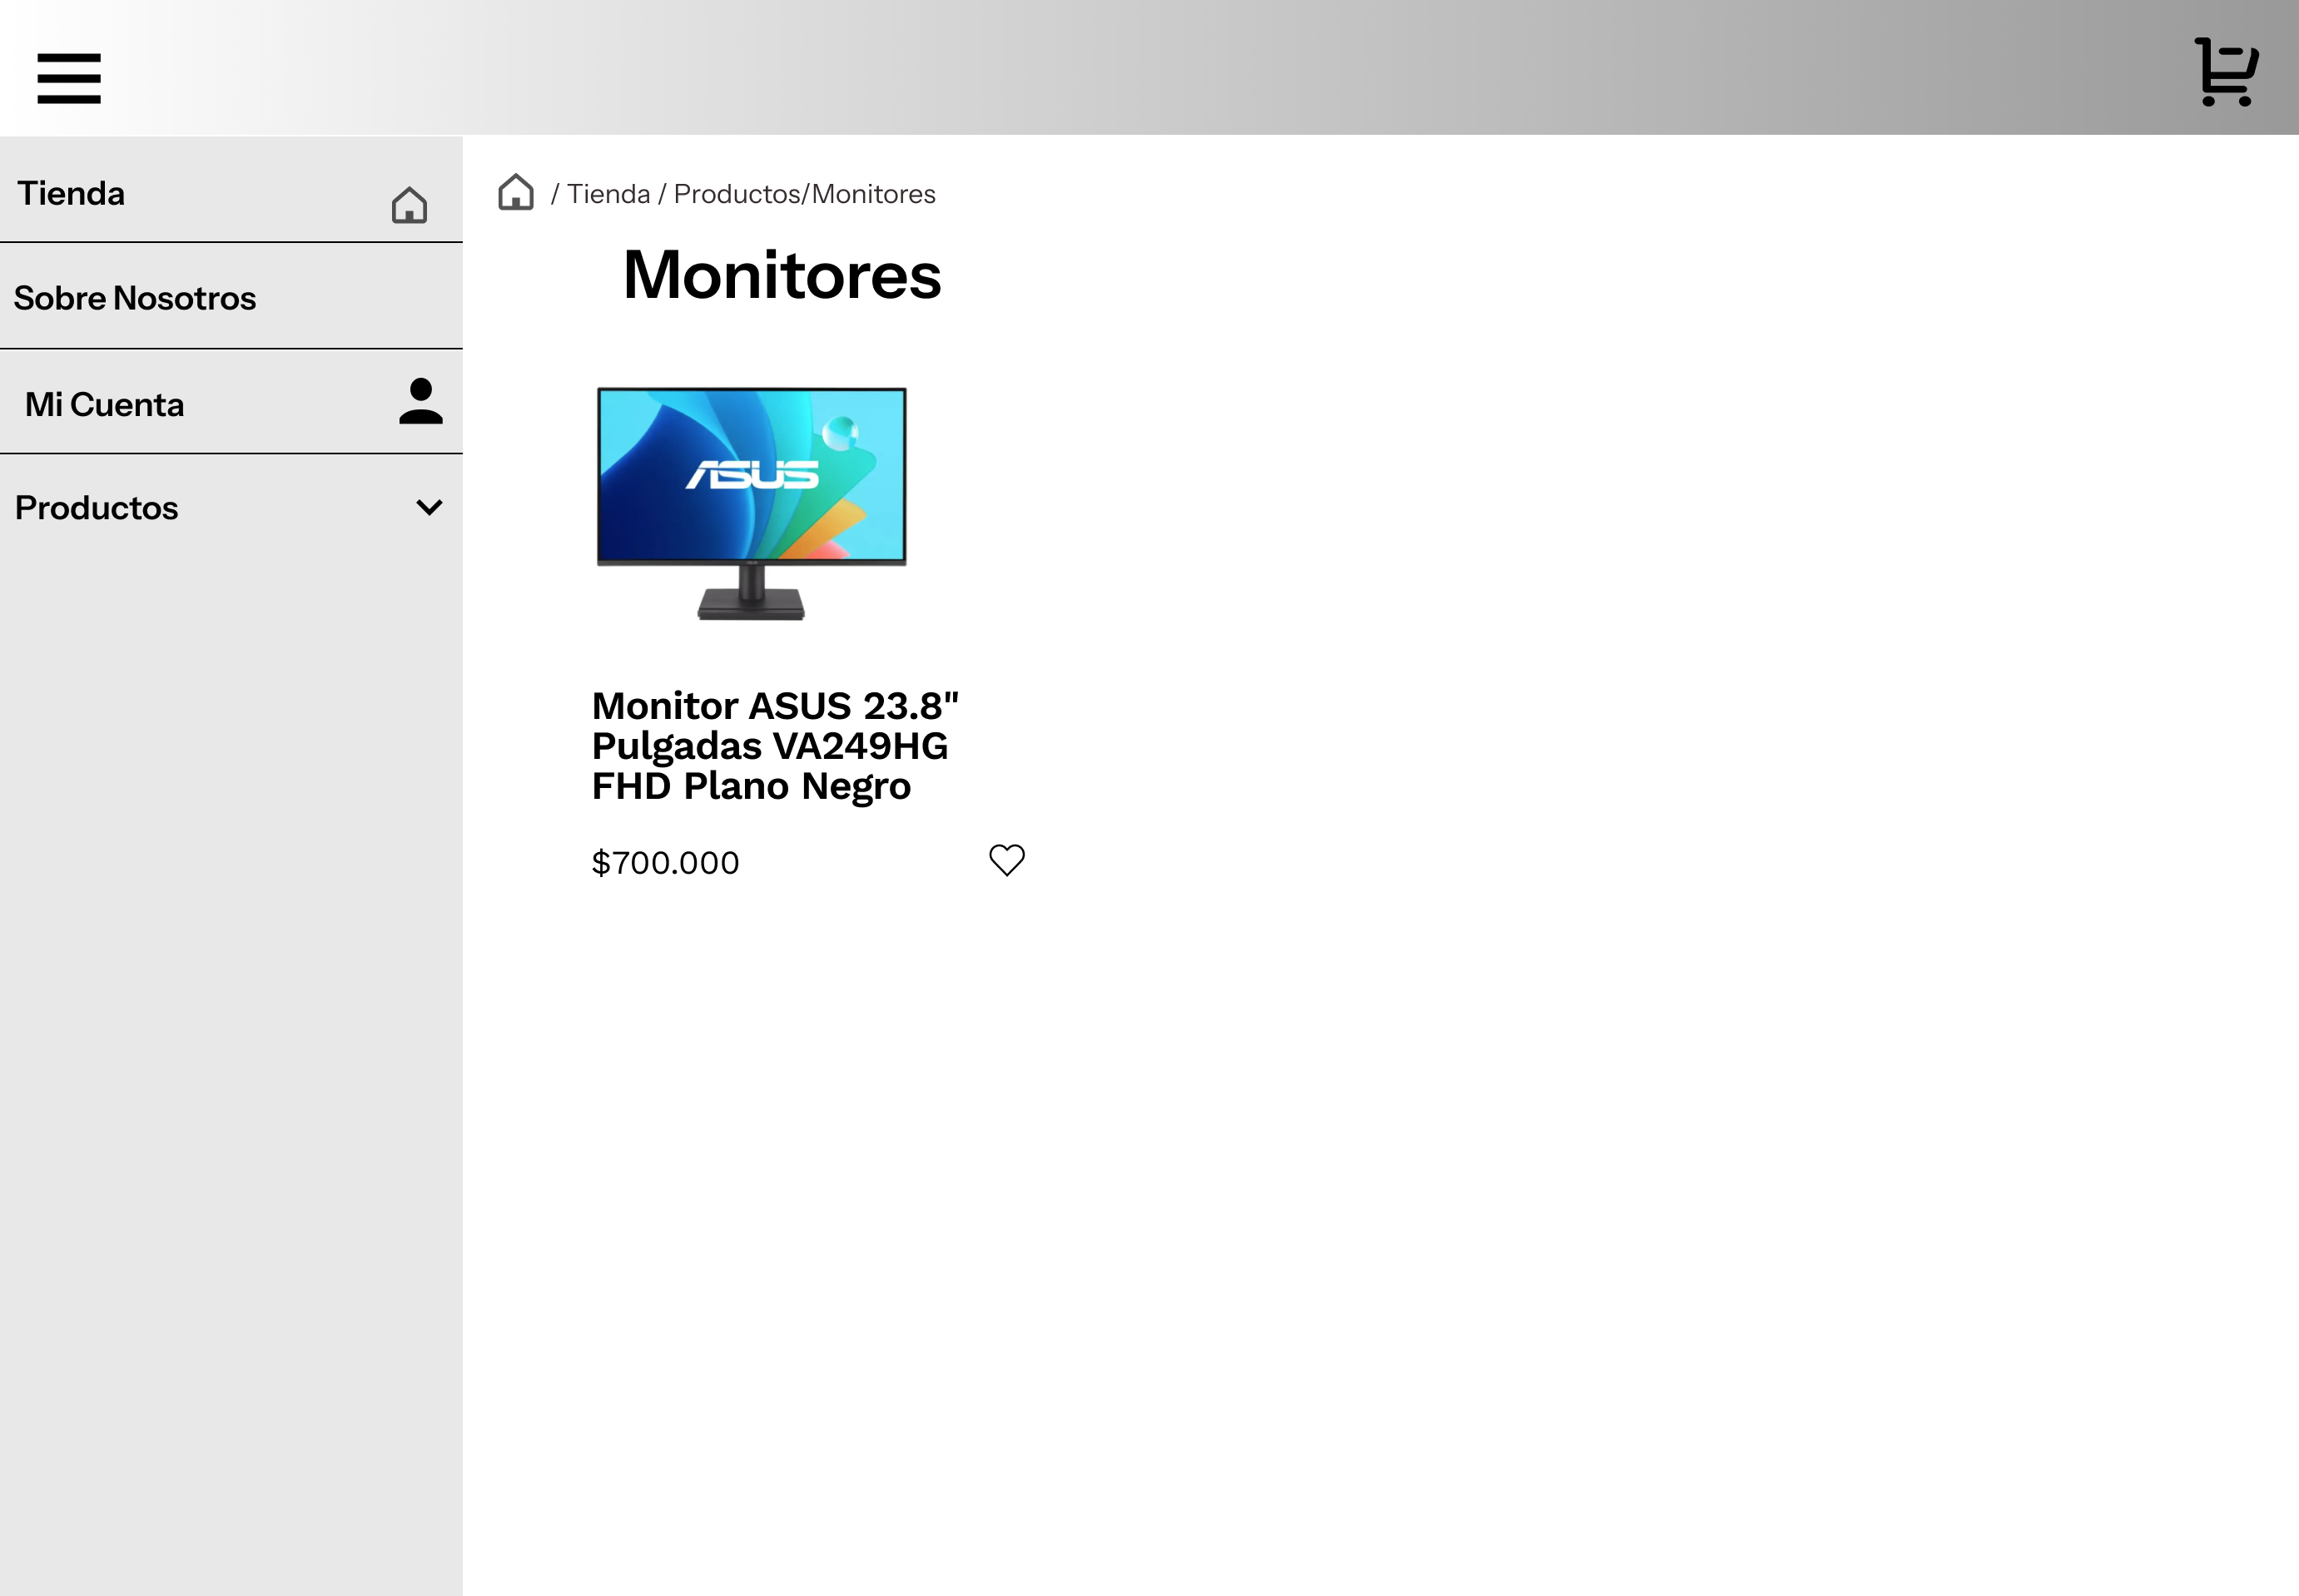 Tienda
Sobre Nosotros
Mi Cuenta
Productos
/ Tienda / Productos/Monitores
Monitores
ASUS
Monitor ASUS 23.8"
Pulgadas VA249HG
FHD Plano Negro
$700.000